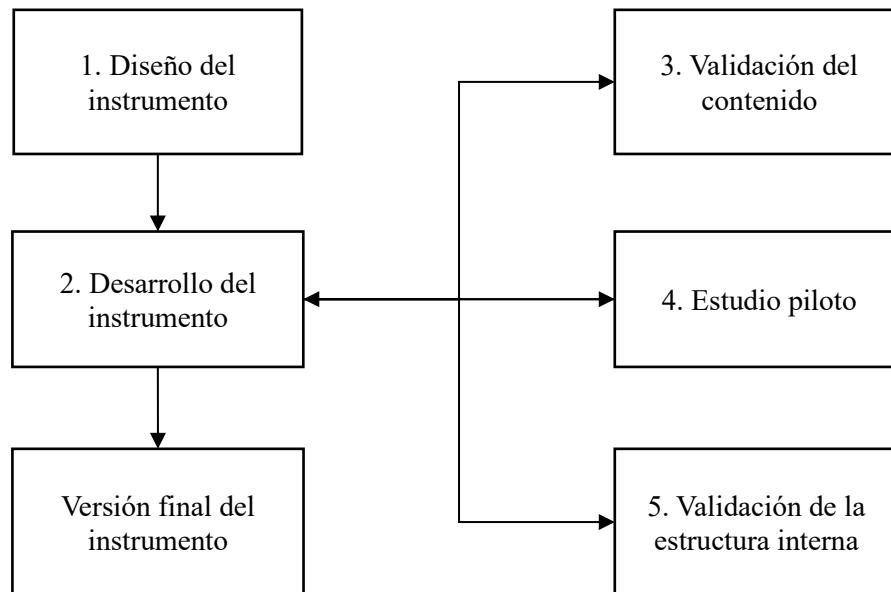 1. Diseño del
instrumento
3. Validación del
contenido
2. Desarrollo del
instrumento
4. Estudio piloto
Versión final del
instrumento
5. Validación de la
estructura interna